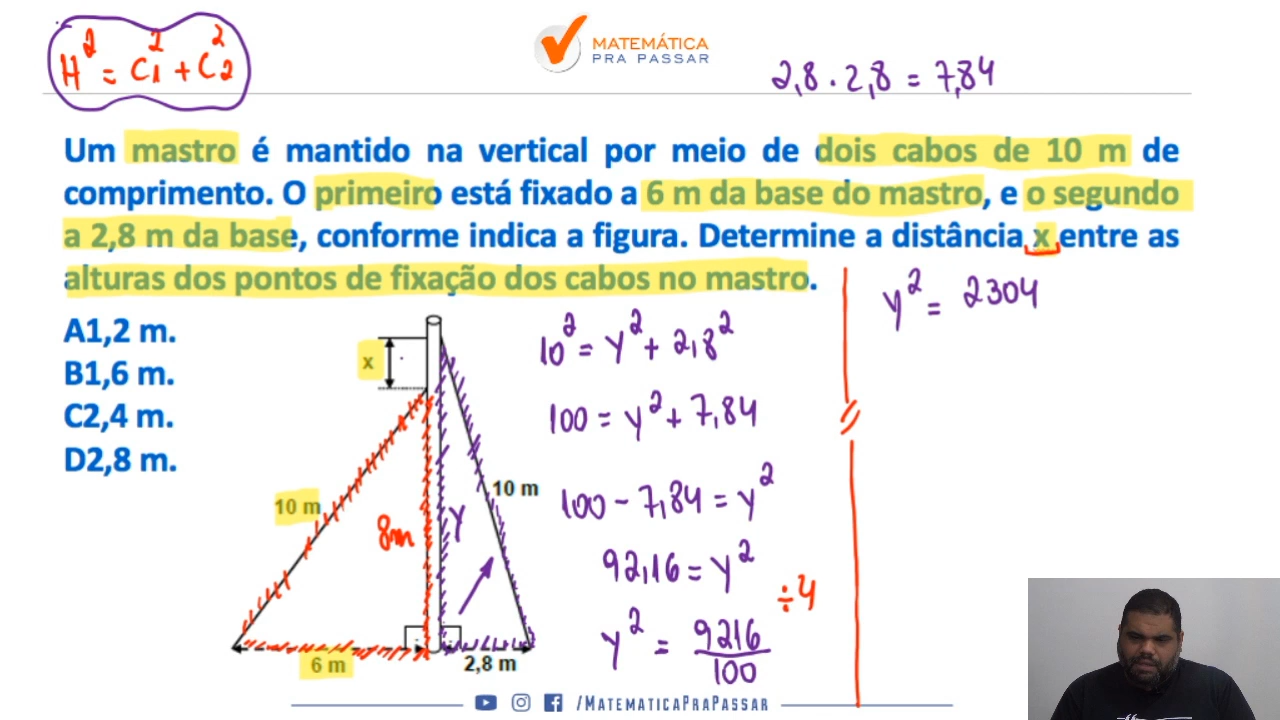 H² = C1² + C2²
MATEMÁTICA
PRA PASSAR
2,8 . 2,8 = 7,84
Um mastro é mantido na vertical por meio de dois cabos de 10 m de
comprimento. O primeiro está fixado a 6 m da base do mastro, e o segundo
a 2,8 m da base, conforme indica a figura. Determine a distância x entre as
alturas dos pontos de fixação dos cabos no mastro.
A1,2 m.
B1,6 m.
C2,4 m.
D2,8 m.
x
10 m
8m
y
10 m
6 m
2,8 m
10² = y² + 2,8²
100 = y² + 7,84
100 - 7,84 = y²
92,16 = y²
y² = 9216/100
÷4
y² = 2304
/MATEMATICAPRAPASSAR